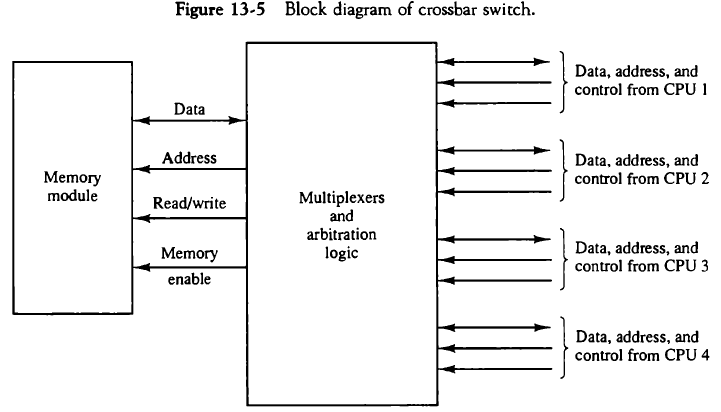 Figure 13-5 Block diagram of crossbar switch.
Data, address, and
control from CPU 1
Data
Address
Data, address, and
control from CPU 2
Memory
module
Read/write
Multiplexers
and
arbitration
logic
Memory
enable
Data, address, and
control from CPU 3
Data, address, and
control from CPU 4